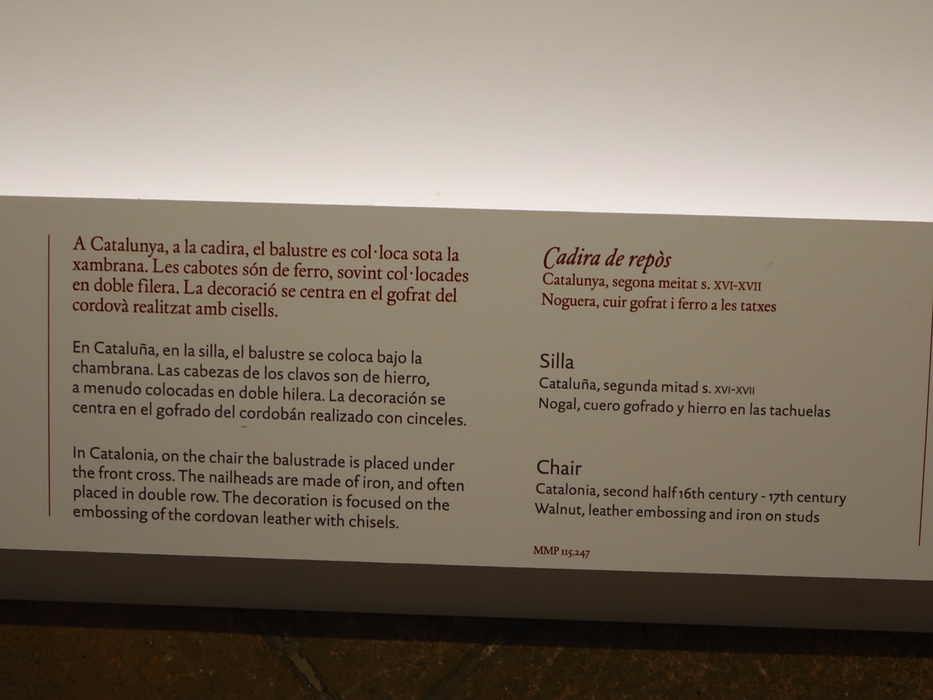 A Catalunya, a la cadira, el balustre es col·loca sota la
xambrana. Les cabotes són de ferro, sovint col·locades
en doble filera. La decoració se centra en el gofrat del
cordovà realitzat amb cisells.
En Cataluña, en la silla, el balustre se coloca bajo la
chambrana. Las cabezas de los clavos son de hierro,
a menudo colocadas en doble hilera. La decoración se
centra en el gofrado del cordobán realizado con cinceles.
In Catalonia, on the chair the balustrade is placed under
the front cross. The nailheads are made of iron, and often
placed in double row. The decoration is focused on the
embossing of the cordovan leather with chisels.
Cadira de repòs
Catalunya, segona meitat s. XVI-XVII
Noguera, cuir gofrat i ferro a les tatxes
Silla
Cataluña, segunda mitad s. XVI-XVII
Nogal, cuero gofrado y hierro en las tachuelas
Chair
Catalonia, second half 16th century - 17th century
Walnut, leather embossing and iron on studs
MMP 115.247